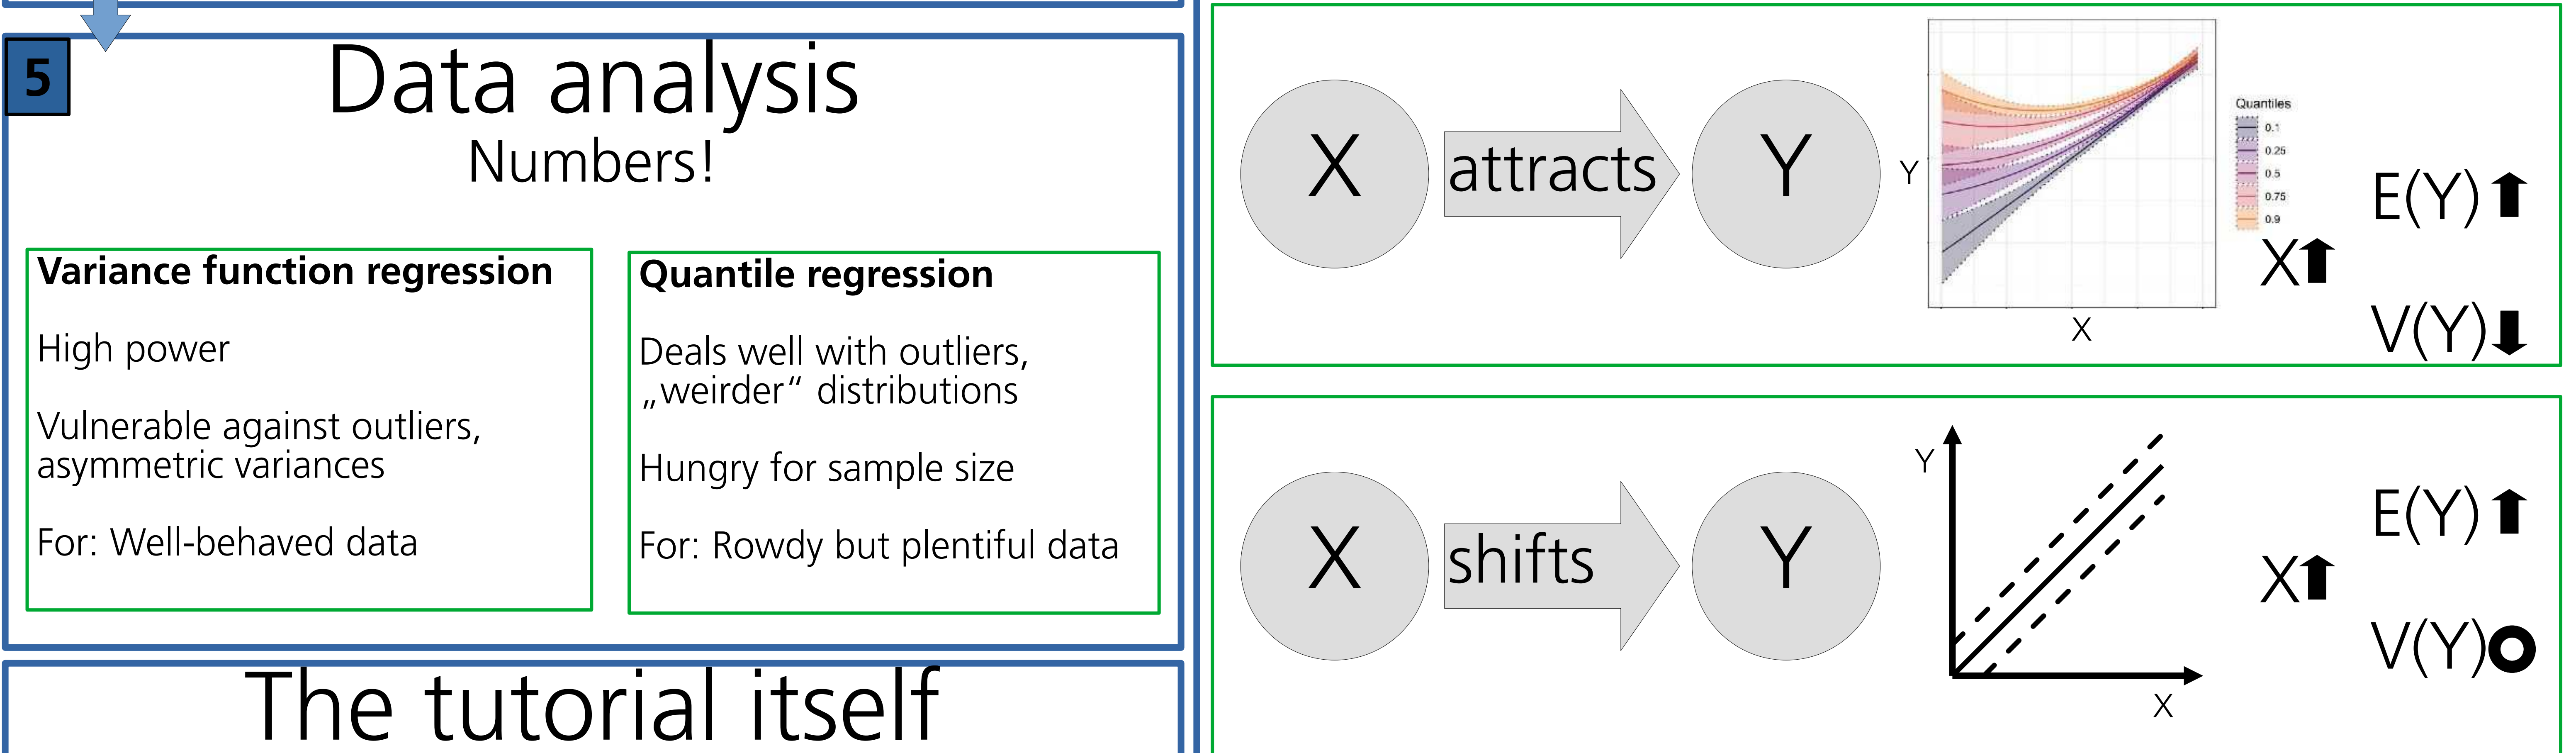 5
Data analysis
Numbers!
Variance function regression
High power
Vulnerable against outliers,
asymmetric variances
For: Well-behaved data
Quantile regression
Deals well with outliers,
„weirder“ distributions
Hungry for sample size
For: Rowdy but plentiful data
The tutorial itself
X
attracts
Y
Y
X
Quantiles
0.1
0.25
0.5
0.75
0.9
X
E(Y)
V(Y)
X
shifts
Y
Y
X
X
E(Y)
V(Y)